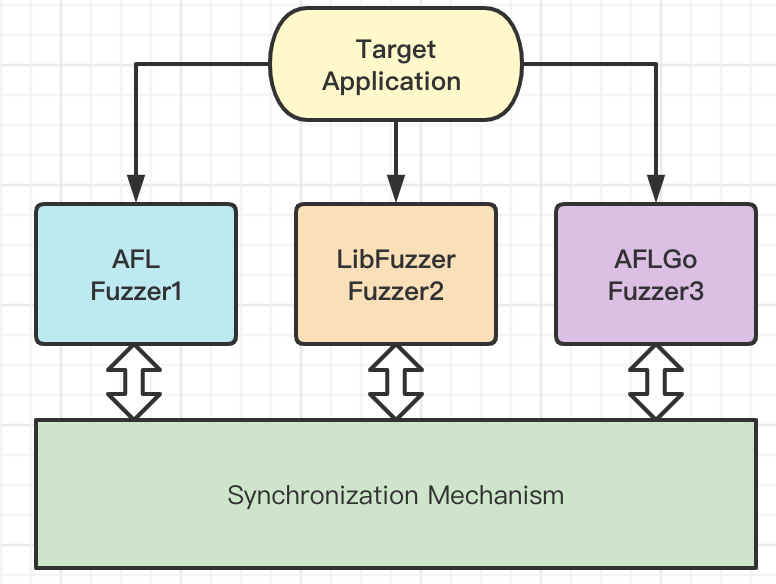 Target
Application
AFL
Fuzzer1
LibFuzzer
Fuzzer2
AFLGo
Fuzzer3
Synchronization Mechanism